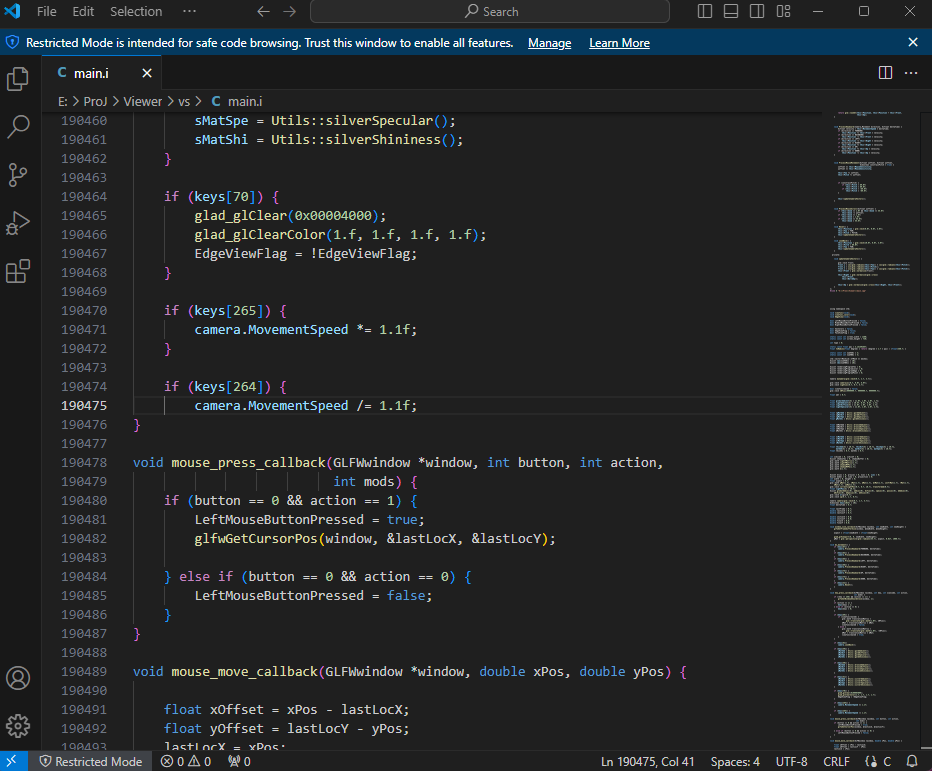 File Edit Selection ··· Search
Restricted Mode is intended for safe code browsing. Trust this window to enable all features. Manage Learn More
C main.i
E: > ProJ > Viewer > vs > C main.i
190460 sMatSpe = Utils::silverSpecular();
190461 sMatShi = Utils::silverShininess();
190462 }
190463
190464 if (keys[70]) {
190465 glad_glClear(0x00004000);
190466 glad_glClearColor(1.f, 1.f, 1.f, 1.f);
190467 EdgeViewFlag = !EdgeViewFlag;
190468 }
190469
190470 if (keys[265]) {
190471 camera.MovementSpeed *= 1.1f;
190472 }
190473
190474 if (keys[264]) {
190475 camera.MovementSpeed /= 1.1f;
190476 }
190477
190478 void mouse_press_callback(GLFWwindow *window, int button, int action,
190479 int mods) {
190480 if (button == 0 && action == 1) {
190481 LeftMouseButtonPressed = true;
190482 glfwGetCursorPos(window, &lastLocX, &lastLocY);
190483
190484 } else if (button == 0 && action == 0) {
190485 LeftMouseButtonPressed = false;
190486 }
190487 }
190488
190489 void mouse_move_callback(GLFWwindow *window, double xPos, double yPos) {
190490
190491 float xOffset = xPos - lastLocX;
190492 float yOffset = lastLocY - yPos;
190493 lastLocX = xPos;
Restricted Mode 0 0 0 Ln 190475, Col 41 Spaces: 4 UTF-8 CRLF {} C